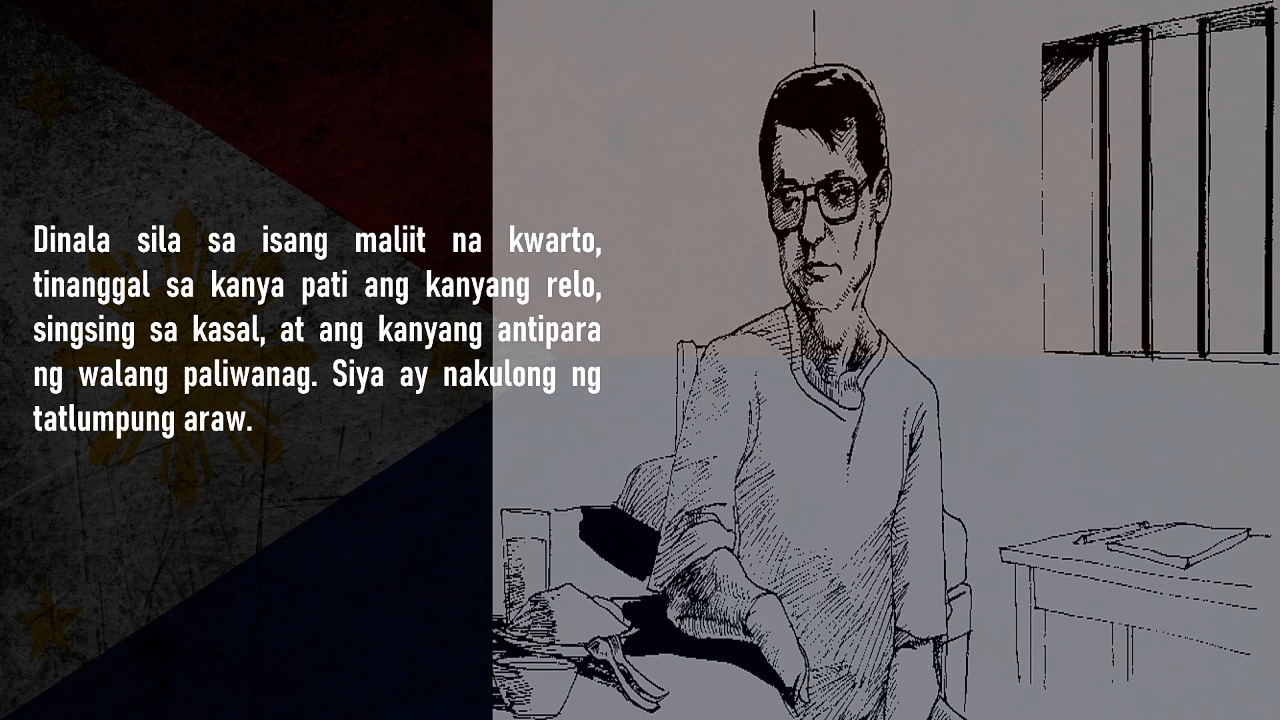 Dinala sila sa isang maliit na kwarto,
tinanggal sa kanya pati ang kanyang relo,
singsing sa kasal, at ang kanyang antipara
ng walang paliwanag. Siya ay nakulong ng
tatlumpung araw.